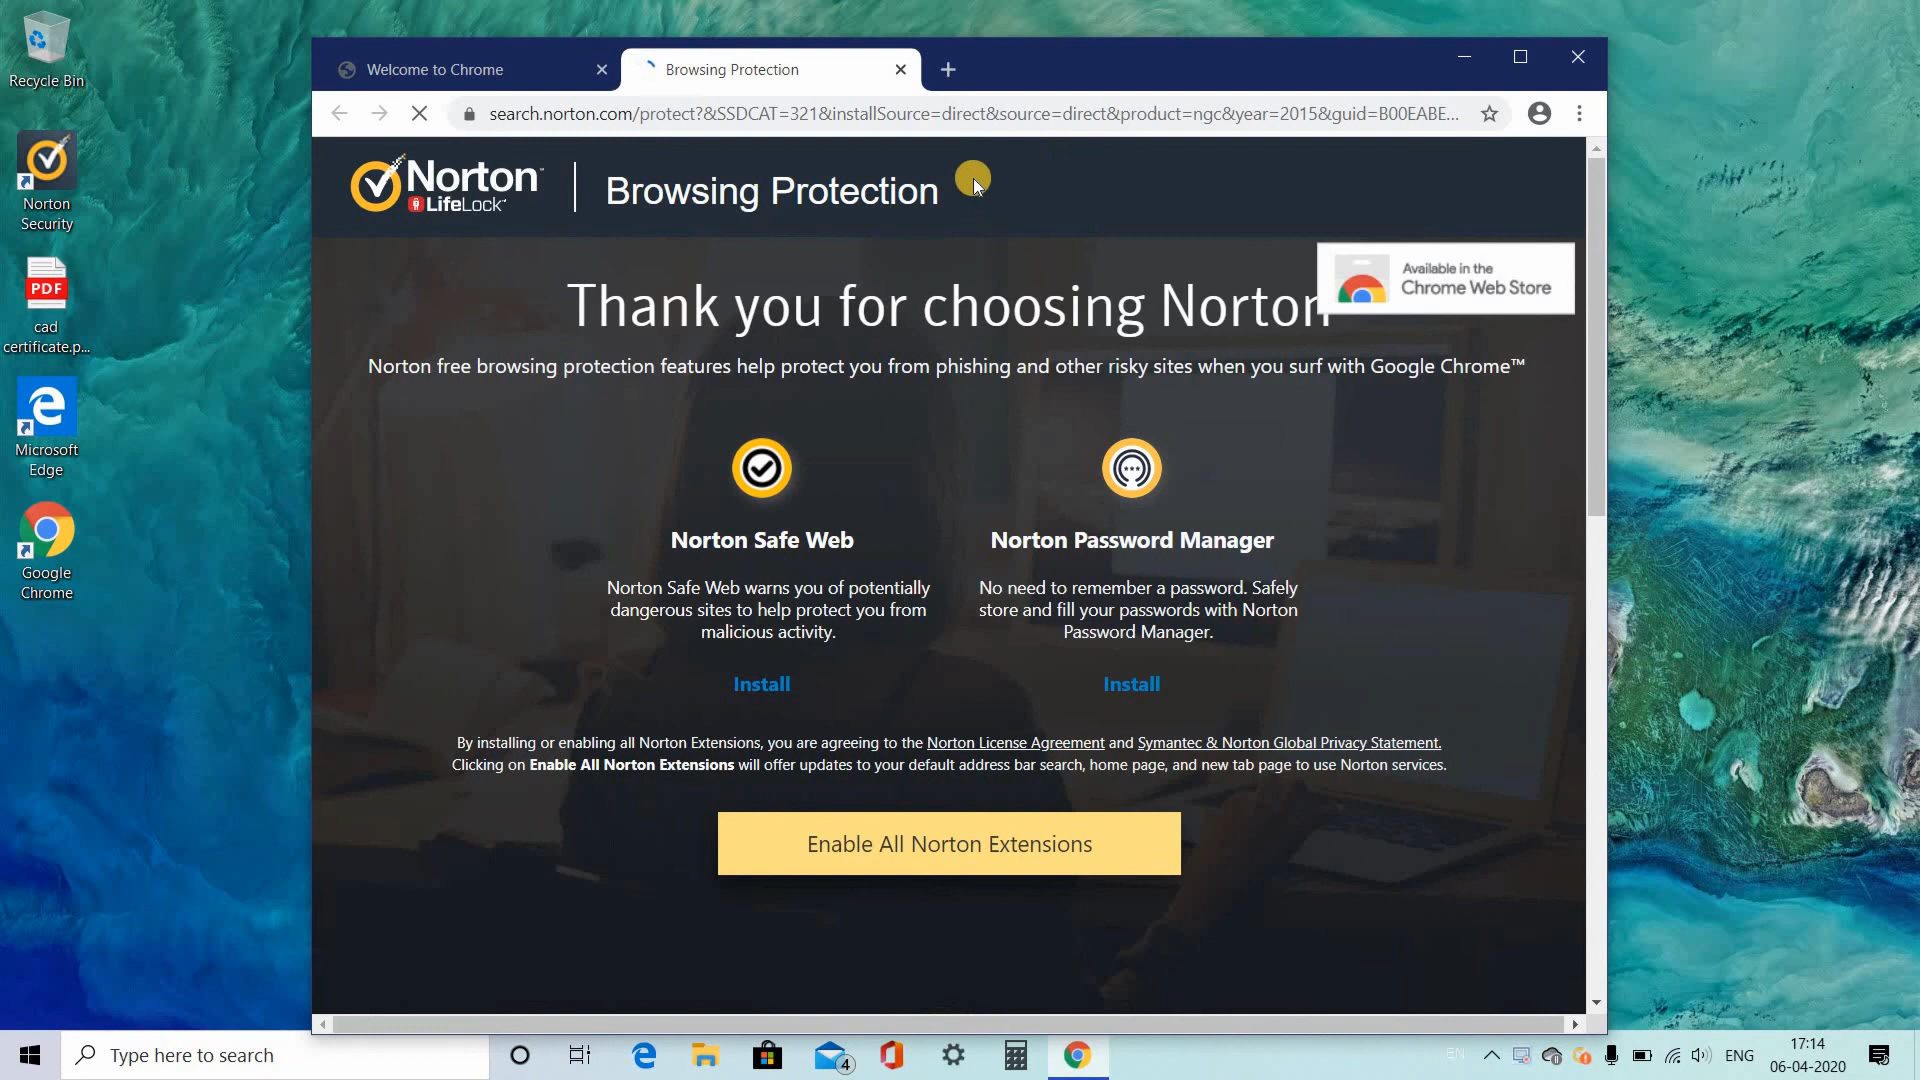 Recycle Bin
Norton
Security
PDF
cad
certificate.p...
Microsoft
Edge
Google
Chrome
Welcome to Chrome
Browsing Protection
search.norton.com/protect?&SSDCAT=321&installSource=direct&source=direct&product=ngc&year=2015&guid=B00EABE...
Norton
LifeLock
Browsing Protection
Available in the
Chrome Web Store
Thank you for choosing Norton
Norton free browsing protection features help protect you from phishing and other risky sites when you surf with Google Chrome™
Norton Safe Web
Norton Safe Web warns you of potentially
dangerous sites to help protect you from
malicious activity.
Install
Norton Password Manager
No need to remember a password. Safely
store and fill your passwords with Norton
Password Manager.
Install
By installing or enabling all Norton Extensions, you are agreeing to the Norton License Agreement and Symantec & Norton Global Privacy Statement.
Clicking on Enable All Norton Extensions will offer updates to your default address bar search, home page, and new tab page to use Norton services.
Enable All Norton Extensions
Type here to search
4
EN
ENG
17:14
06-04-2020